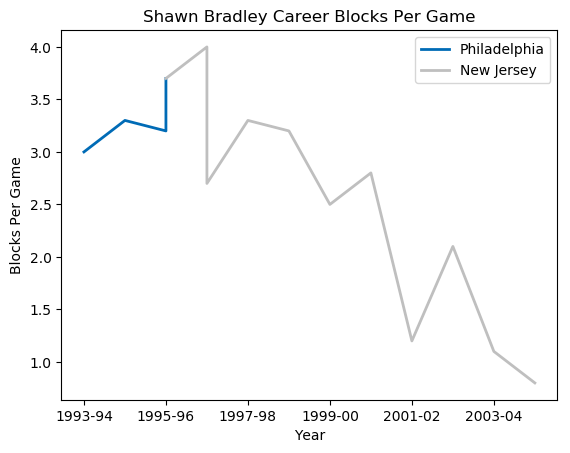 Shawn Bradley Career Blocks Per Game
Philadelphia
New Jersey
4.0
3.5
3.0
2.5
2.0
1.5
1.0
Blocks Per Game
1993-94 1995-96 1997-98 1999-00 2001-02 2003-04
Year